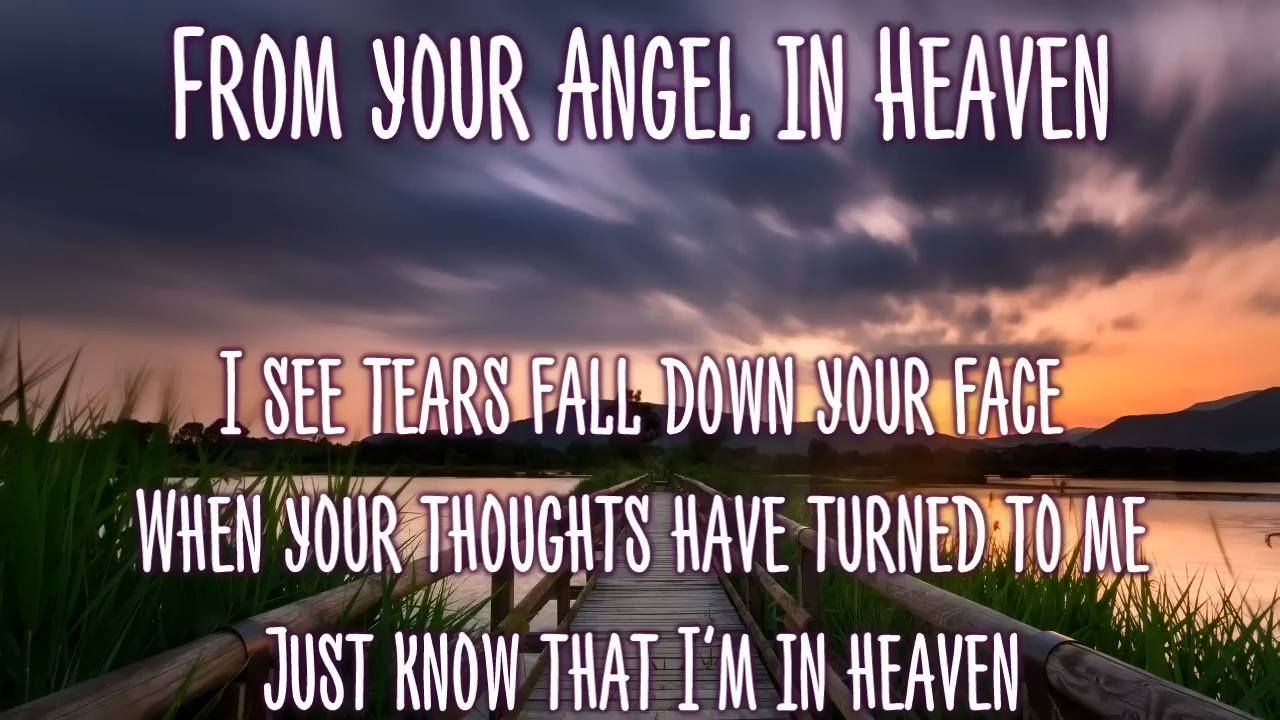 From your Angel in Heaven
I see tears fall down your face
When your thoughts have turned to me
Just know that I'm in heaven